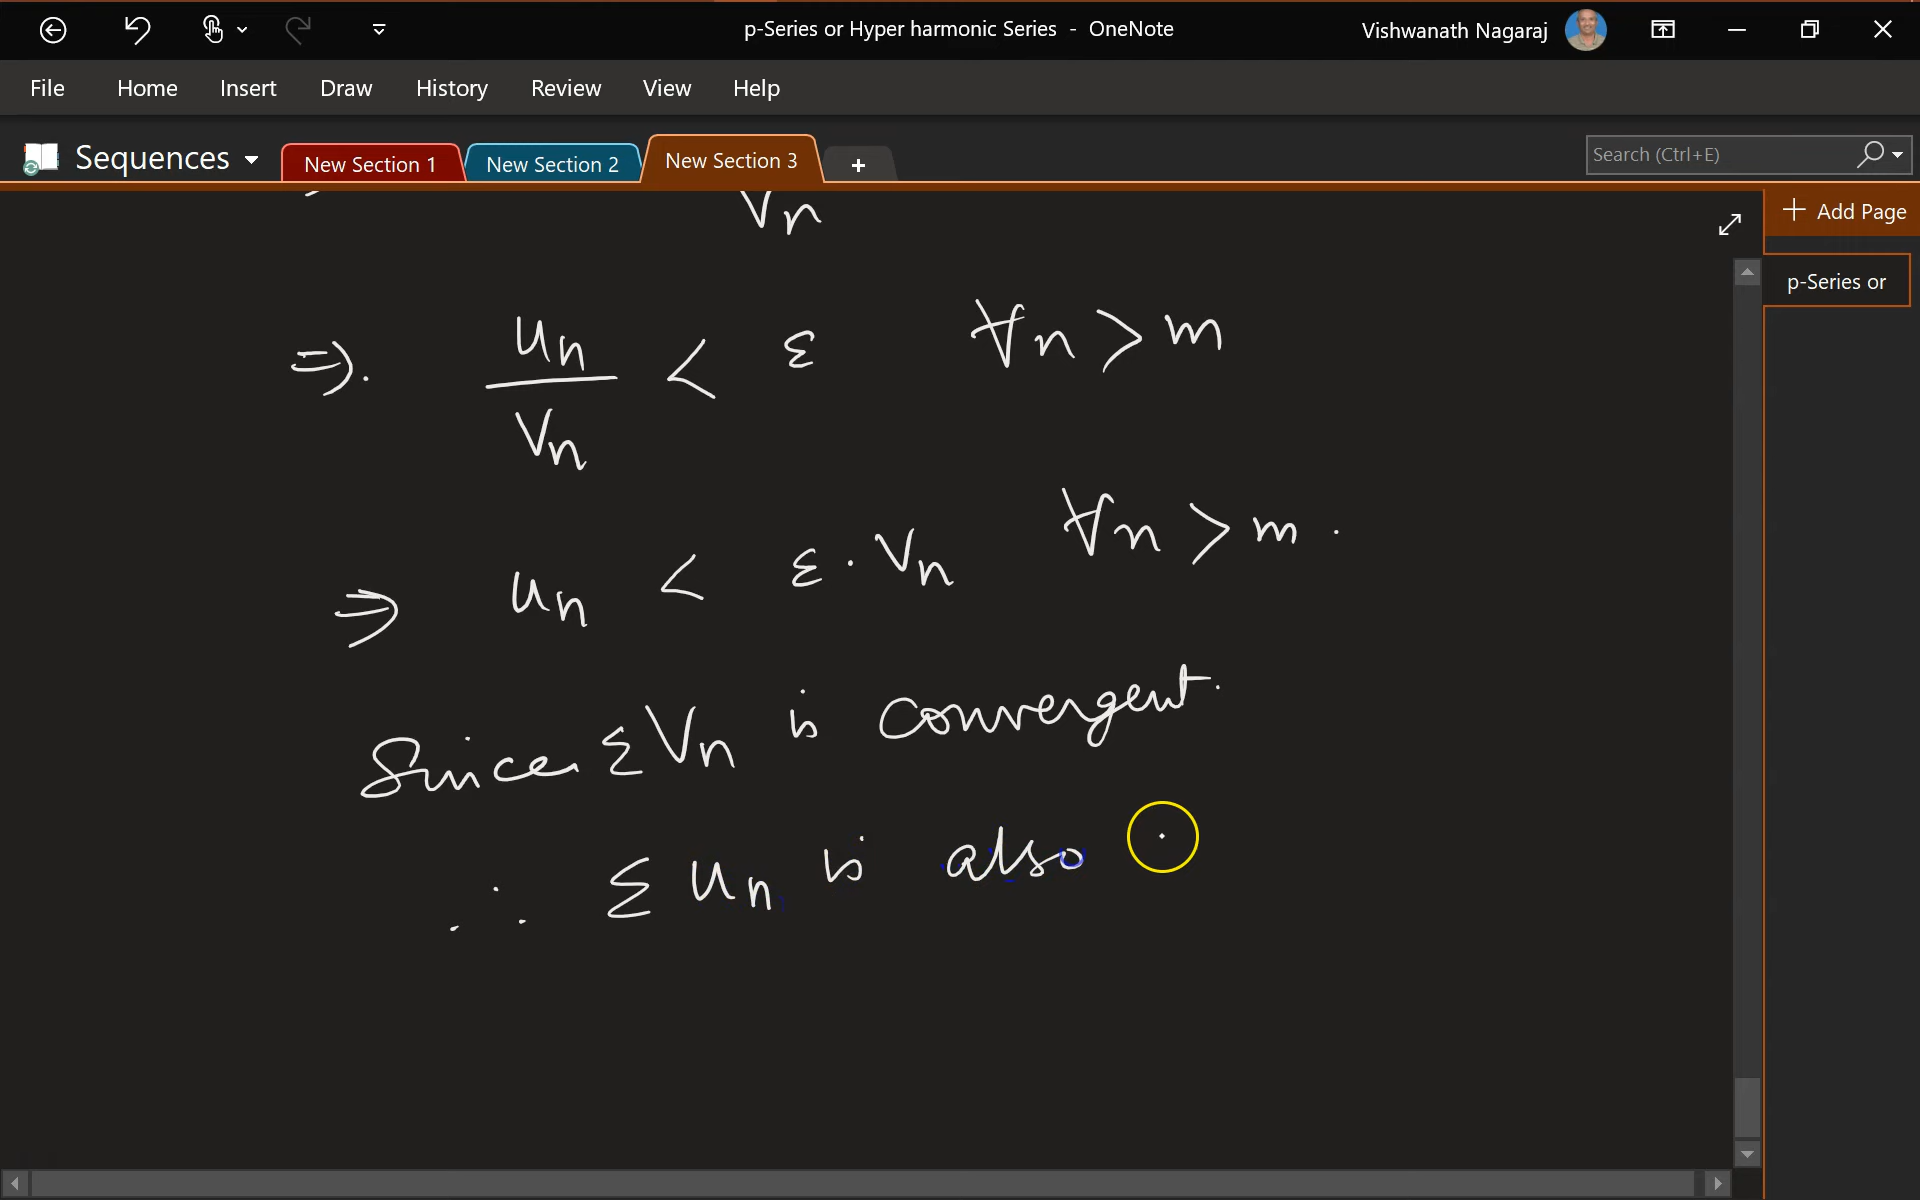 p-Series or Hyper harmonic Series - OneNote
Vishwanath Nagaraj
File Home Insert Draw History Review View Help
Sequences
New Section 1
New Section 2
New Section 3
+
Search (Ctrl+E)
+ Add Page
p-Series or
Vn
⇒. un/Vn < ε ∀n > m
⇒ un < ε · Vn ∀n > m .
Since Σ Vn is convergent.
∴ Σ un is also